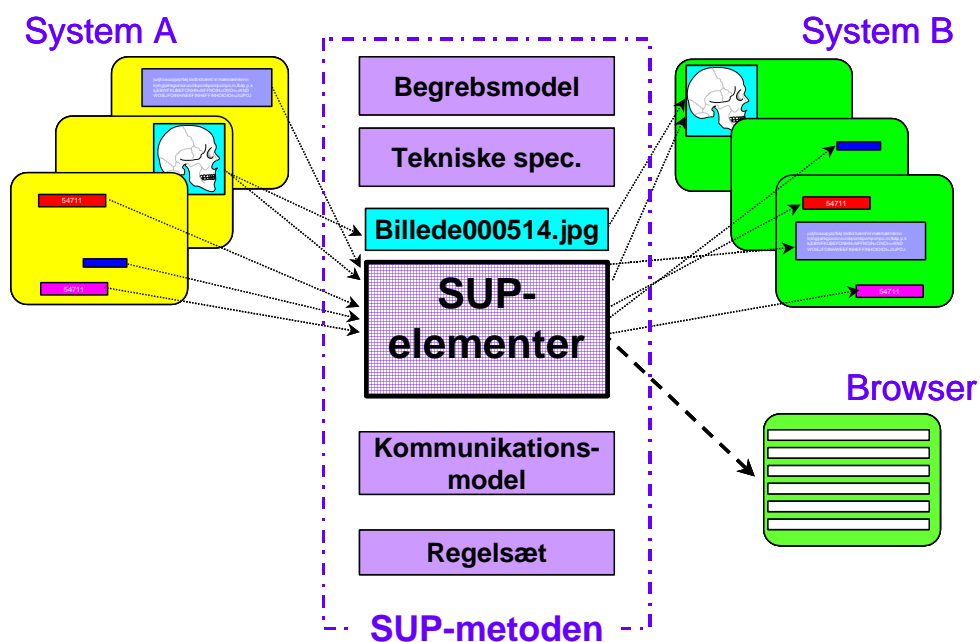 System A
System B
Begrebsmodel
Tekniske spec.
Billede000514.jpg
SUP-
elementer
Kommunikations-
model
Regelsæt
SUP-metoden
54711
54711
54711
54711
Browser